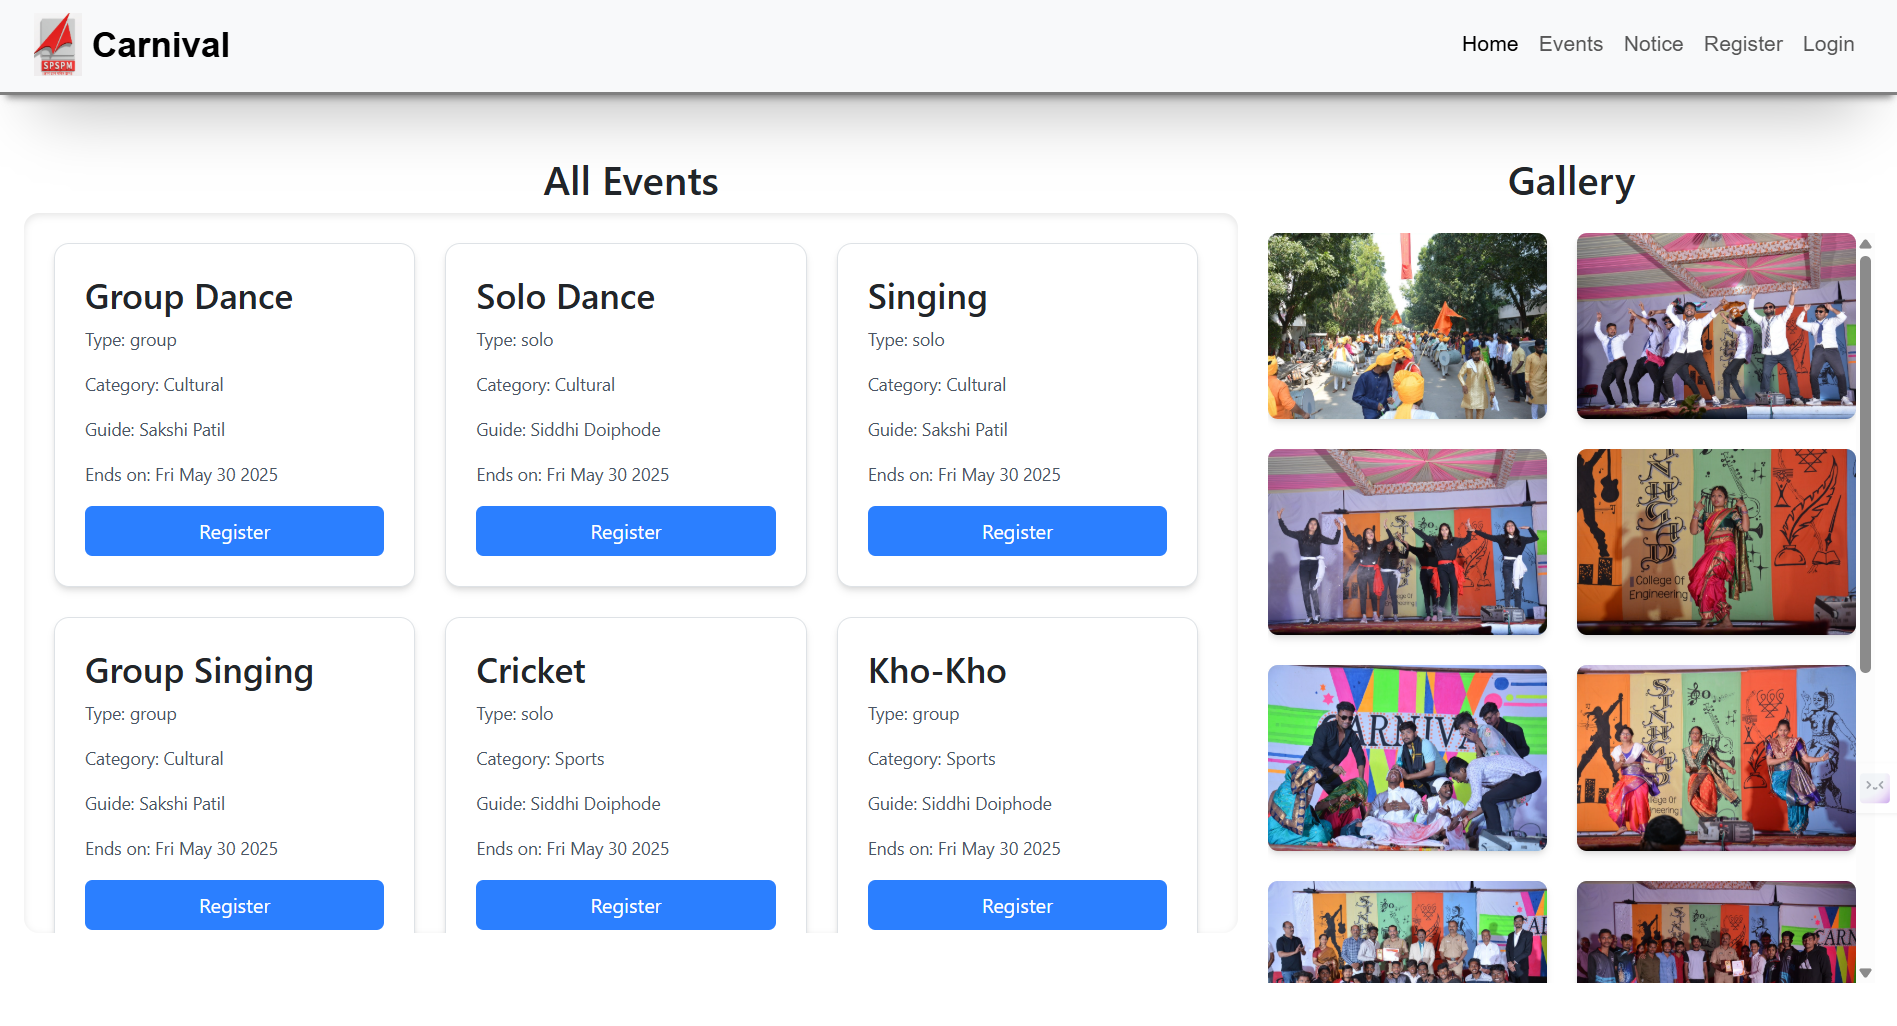 SPSPM
Carnival
Home
Events
Notice
Register
Login
All Events
Group Dance
Type: group
Category: Cultural
Guide: Sakshi Patil
Ends on: Fri May 30 2025
Register
Solo Dance
Type: solo
Category: Cultural
Guide: Siddhi Doiphode
Ends on: Fri May 30 2025
Register
Singing
Type: solo
Category: Cultural
Guide: Sakshi Patil
Ends on: Fri May 30 2025
Register
Group Singing
Type: group
Category: Cultural
Guide: Sakshi Patil
Ends on: Fri May 30 2025
Register
Cricket
Type: solo
Category: Sports
Guide: Siddhi Doiphode
Ends on: Fri May 30 2025
Register
Kho-Kho
Type: group
Category: Sports
Guide: Siddhi Doiphode
Ends on: Fri May 30 2025
Register
Gallery
College Of
Engineering
SINHGAD